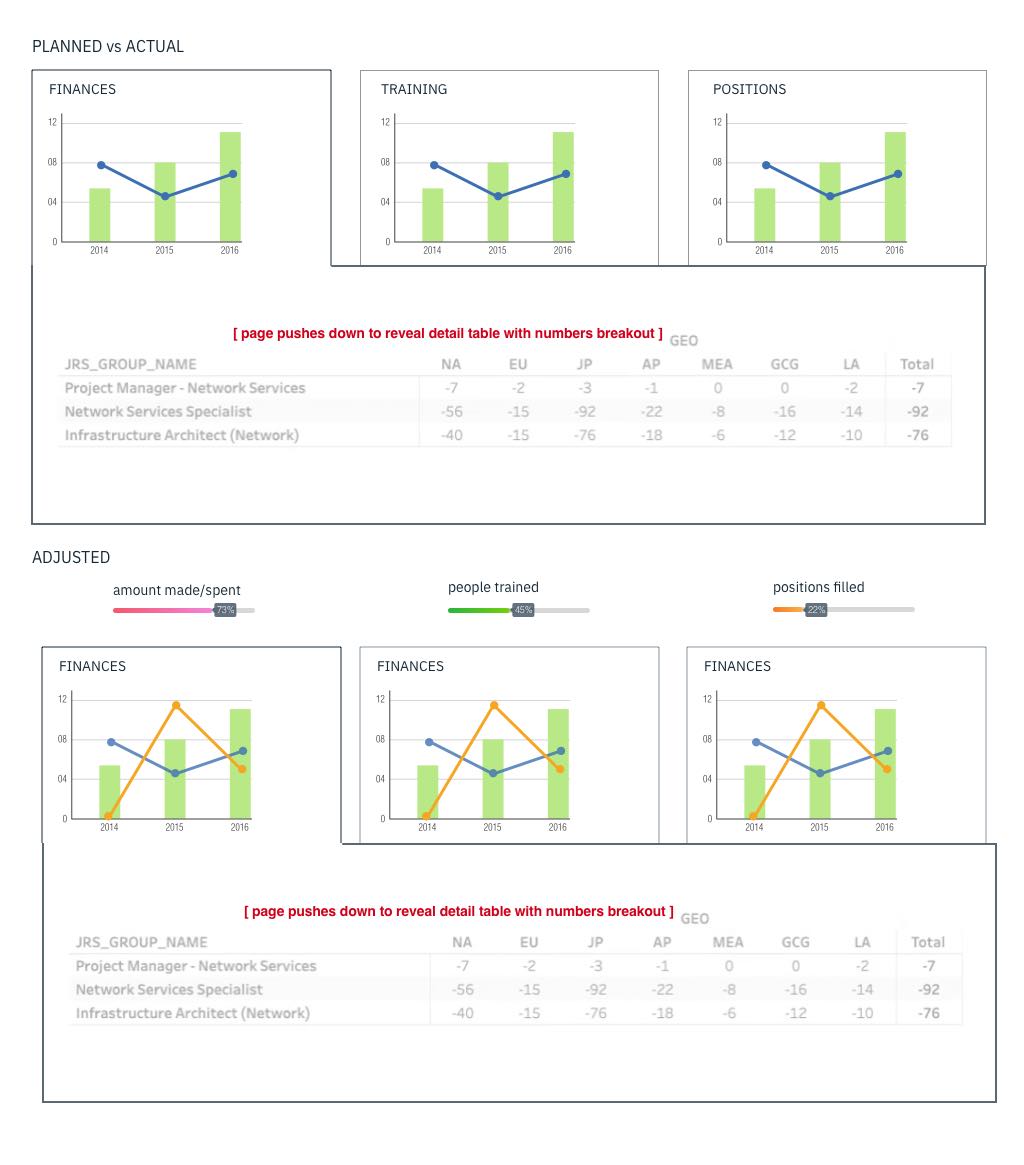 PLANNED vs ACTUAL
FINANCES
12
08
04
0
2014 2015 2016
TRAINING
12
08
04
0
2014 2015 2016
POSITIONS
12
08
04
0
2014 2015 2016
[ page pushes down to reveal detail table with numbers breakout ]
GEO
JRS_GROUP_NAME NA EU JP AP MEA GCG LA Total
Project Manager - Network Services -7 -2 -3 -1 0 0 -2 -7
Network Services Specialist -56 -15 -92 -22 -8 -16 -14 -92
Infrastructure Architect (Network) -40 -15 -76 -18 -6 -12 -10 -76
ADJUSTED
amount made/spent
73%
people trained
45%
positions filled
22%
FINANCES
12
08
04
0
2014 2015 2016
FINANCES
12
08
04
0
2014 2015 2016
FINANCES
12
08
04
0
2014 2015 2016
[ page pushes down to reveal detail table with numbers breakout ]
GEO
JRS_GROUP_NAME NA EU JP AP MEA GCG LA Total
Project Manager - Network Services -7 -2 -3 -1 0 0 -2 -7
Network Services Specialist -56 -15 -92 -22 -8 -16 -14 -92
Infrastructure Architect (Network) -40 -15 -76 -18 -6 -12 -10 -76